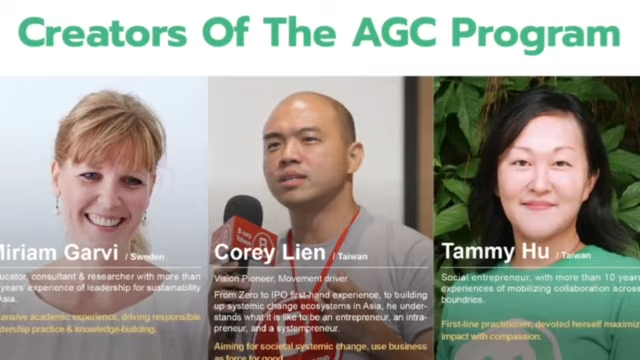 Creators Of The AGC Program
Miriam Garvi / Sweden
educator, consultant & researcher with more than
years' experience of leadership for sustainability
Asia.
extensive academic experience, driving responsible
leadership practice & knowledge-building.
Corey Lien / Taiwan
Vision Pioneer, Movement driver.
From Zero to IPO first-hand experience, to building
up systemic change ecosystems in Asia, he under-
stands what it is like to be an entrepreneur, an intra-
preneur, and a systempreneur.
Aiming for societal systemic change, use business
as force for good
Tammy Hu / Taiwan
Social entrepreneur, with more than 10 years
experiences of mobilizing collaboration across
boundries.
First-line practitioner, devoted herself
impact with compassion.